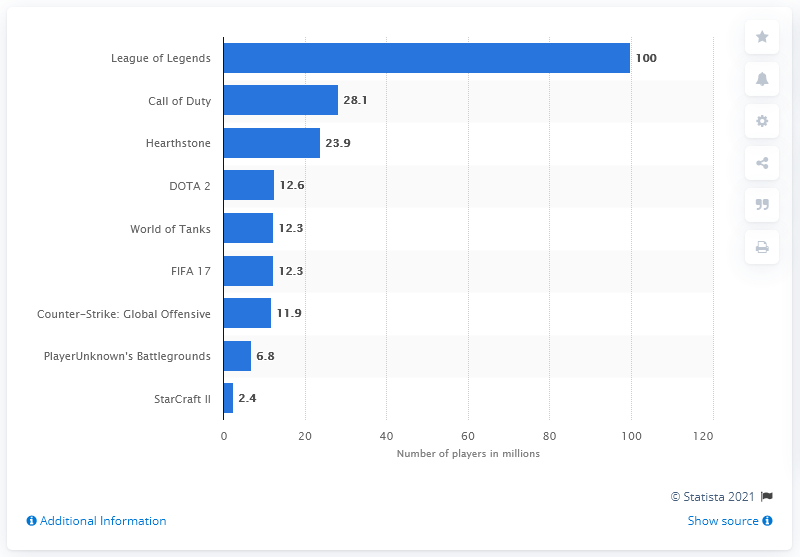 League of Legends 100
Call of Duty 28.1
Hearthstone 23.9
DOTA 2 12.6
World of Tanks 12.3
FIFA 17 12.3
Counter-Strike: Global Offensive 11.9
PlayerUnknown's Battlegrounds 6.8
StarCraft II 2.4
0 20 40 60 80 100 120
Number of players in millions
© Statista 2021
Additional Information Show source